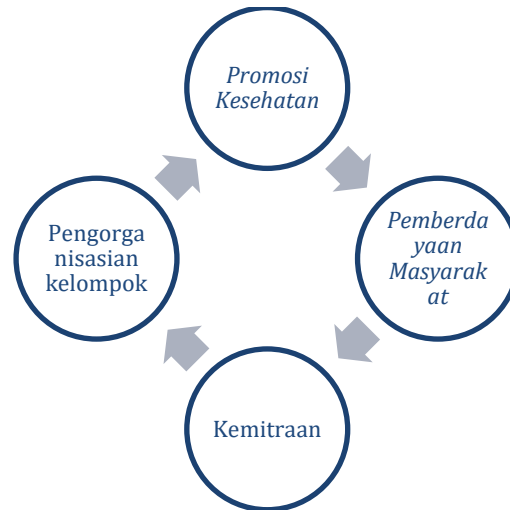 Promosi
Kesehatan
Pemberda
yaan
Masyarak
at
Kemitraan
Pengorga
nisasian
kelompok